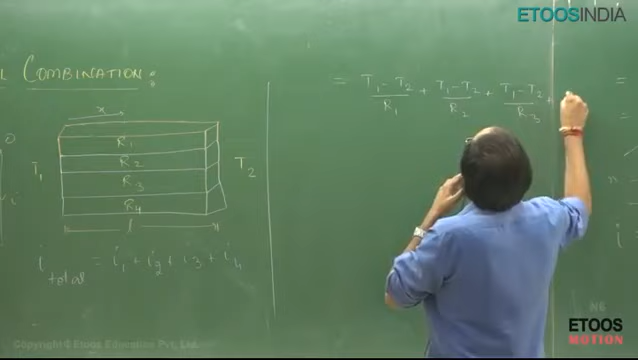 ETOOSINDIA
L COMBINATION :
x
R1
R2
R3
R4
T1
T2
l
i total = i1 + i2 + i3 + i4
= T1 - T2 / R1 + T1 - T2 / R2 + T1 - T2 / R3 +
Copyright © Etoos Education Pvt. Ltd.
ETOOS
MOTION